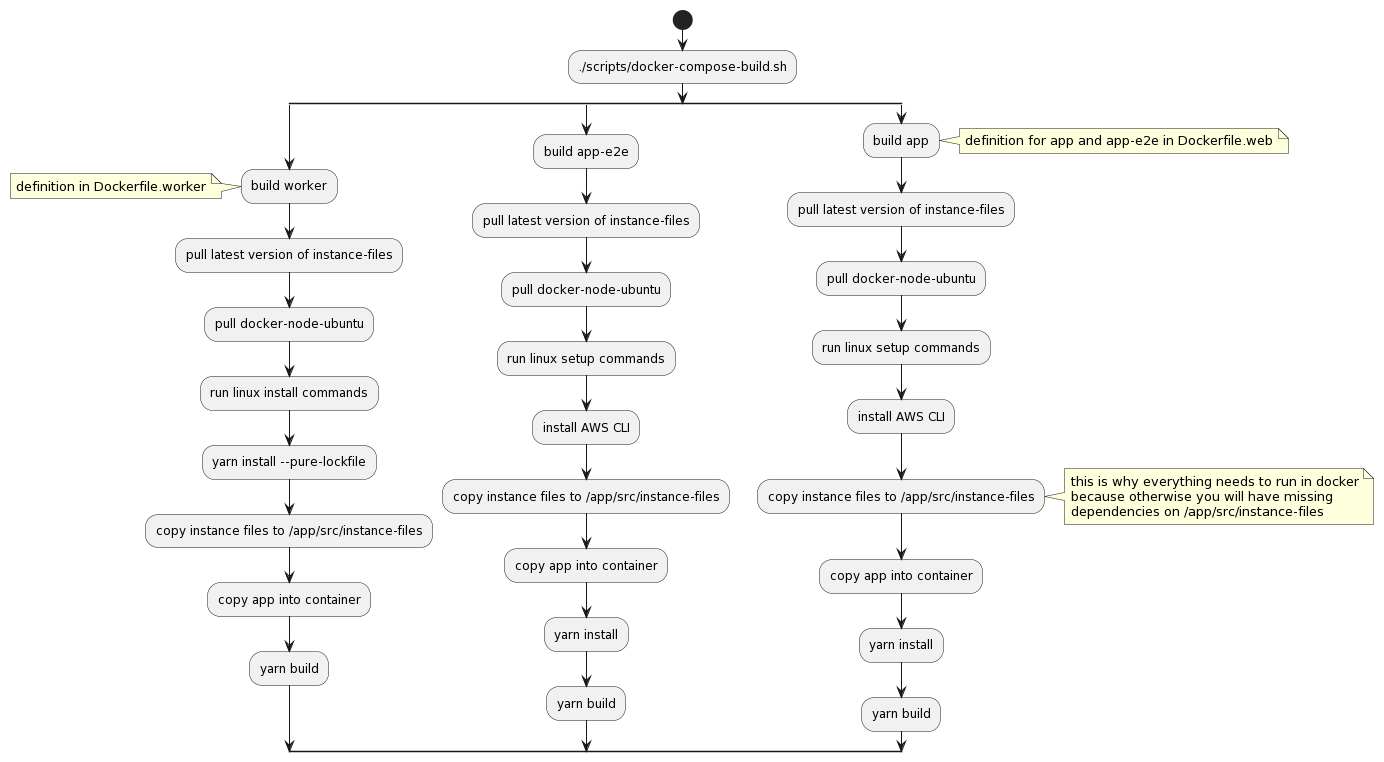 ./scripts/docker-compose-build.sh
definition in Dockerfile.worker
build worker
pull latest version of instance-files
pull docker-node-ubuntu
run linux install commands
yarn install --pure-lockfile
copy instance files to /app/src/instance-files
copy app into container
yarn build
build app-e2e
pull latest version of instance-files
pull docker-node-ubuntu
run linux setup commands
install AWS CLI
copy instance files to /app/src/instance-files
copy app into container
yarn install
yarn build
build app
definition for app and app-e2e in Dockerfile.web
pull latest version of instance-files
pull docker-node-ubuntu
run linux setup commands
install AWS CLI
copy instance files to /app/src/instance-files
this is why everything needs to run in docker
because otherwise you will have missing
dependencies on /app/src/instance-files
copy app into container
yarn install
yarn build